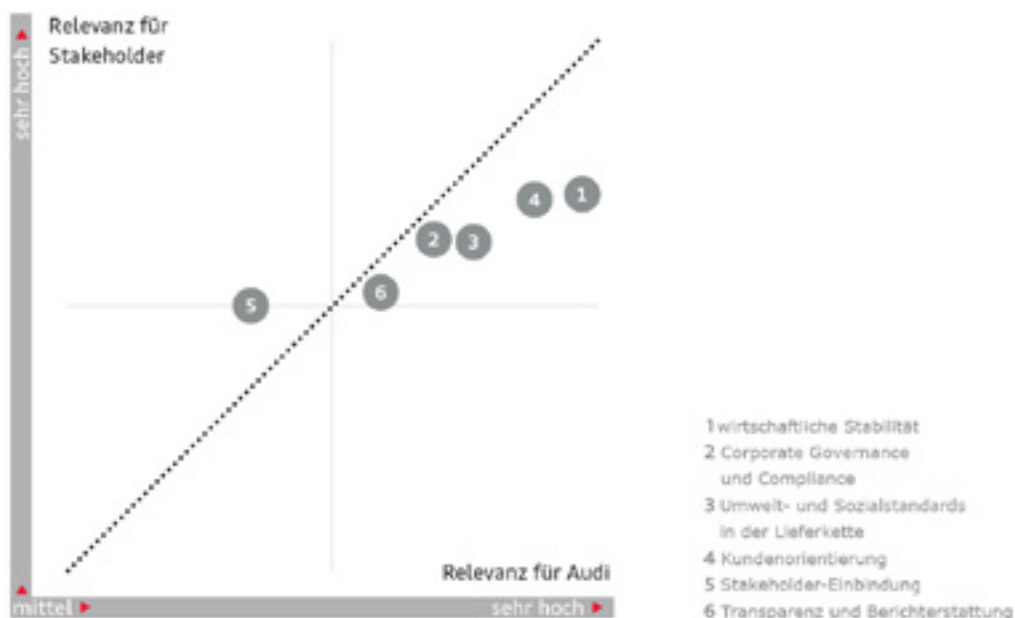 Relevanz für
Stakeholder
sehr hoch
4
1
2
3
6
5
Relevanz für Audi
mittel
sehr hoch
1 wirtschaftliche Stabilität
2 Corporate Governance
und Compliance
3 Umwelt- und Sozialstandards
in der Lieferkette
4 Kundenorientierung
5 Stakeholder-Einbindung
6 Transparenz und Berichterstattung